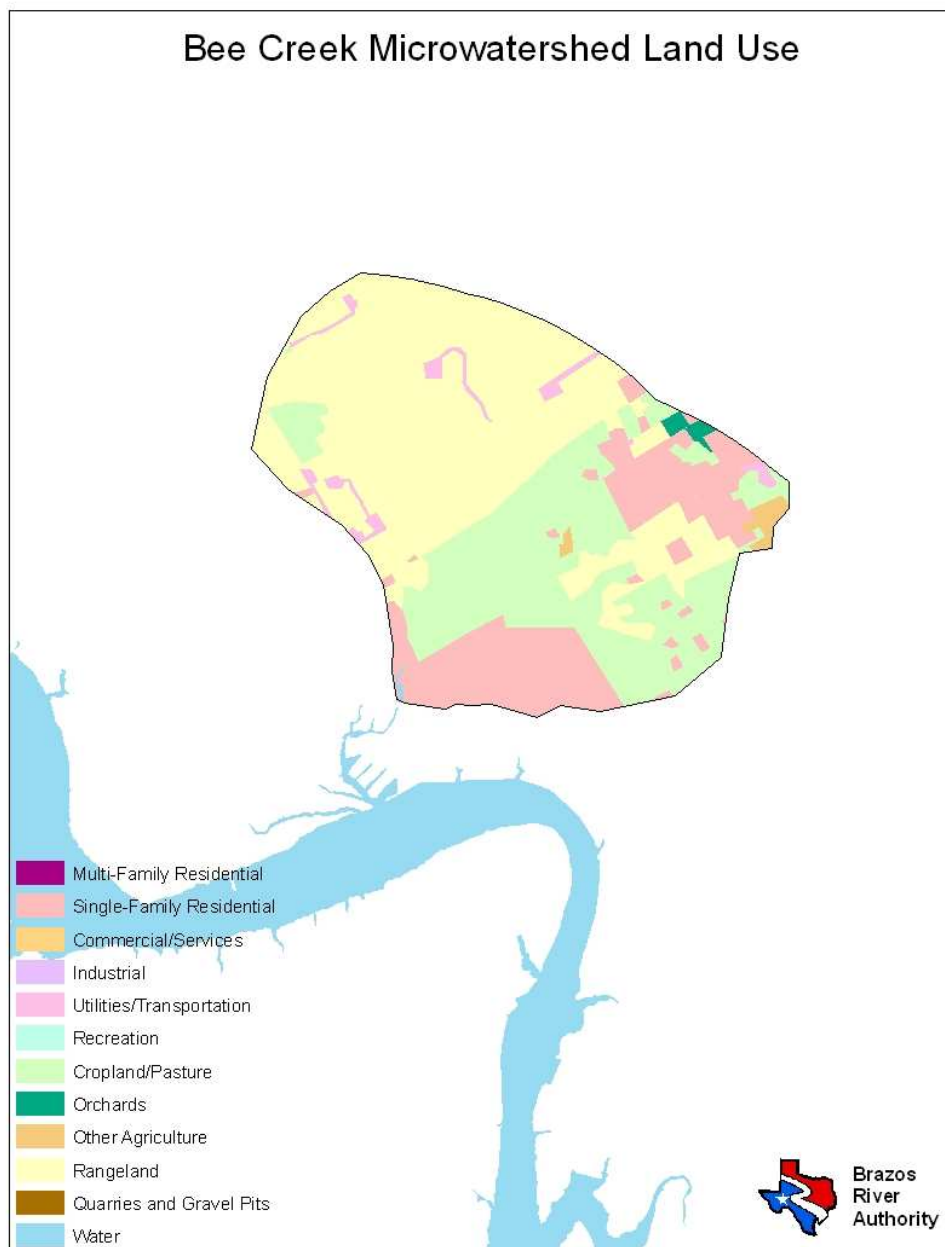 Bee Creek Microwatershed Land Use
Multi-Family Residential
Single-Family Residential
Commercial/Services
Industrial
Utilities/Transportation
Recreation
Cropland/Pasture
Orchards
Other Agriculture
Rangeland
Quarries and Gravel Pits
Water
Brazos
River
Authority